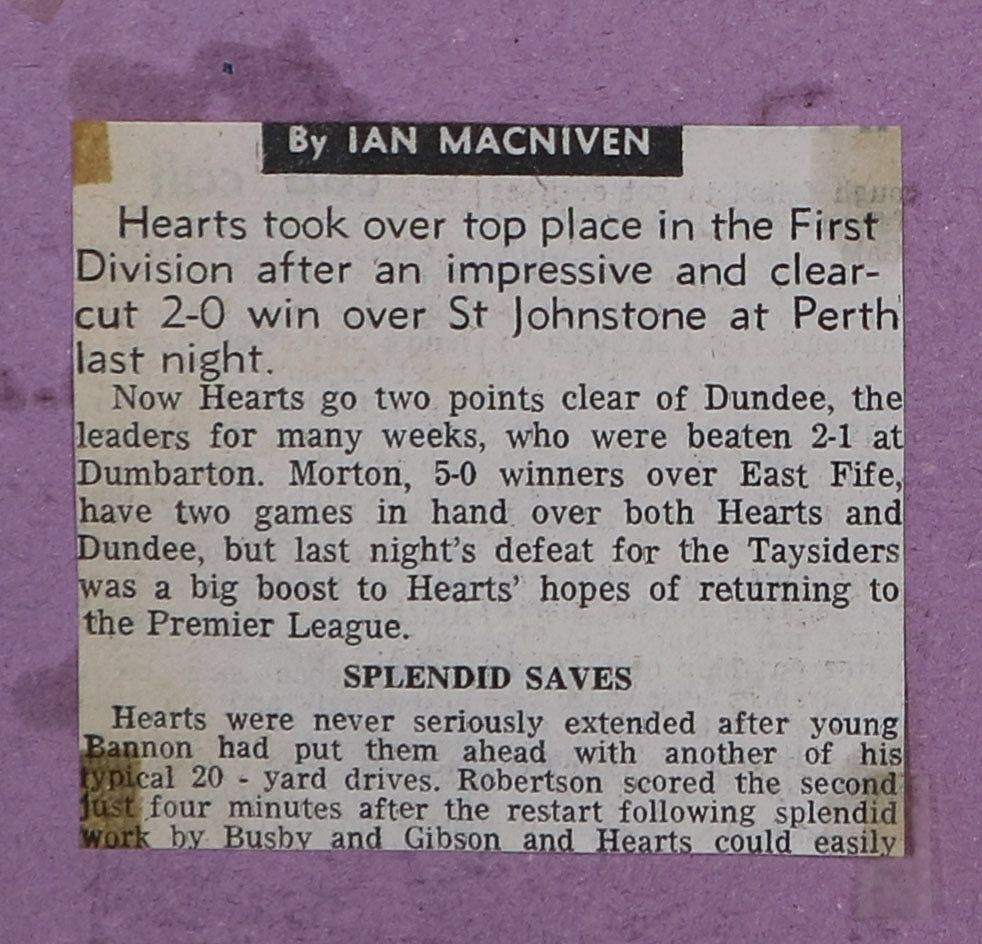 By IAN MACNIVEN
Hearts took over top place in the First
Division after an impressive and clear-
cut 2-0 win over St Johnstone at Perth
last night.
Now Hearts go two points clear of Dundee, the
leaders for many weeks, who were beaten 2-1 at
Dumbarton. Morton, 5-0 winners over East Fife,
have two games in hand over both Hearts and
Dundee, but last night's defeat for the Taysiders
was a big boost to Hearts' hopes of returning to
the Premier League.
SPLENDID SAVES
Hearts were never seriously extended after young
Bannon had put them ahead with another of his
typical 20 - yard drives. Robertson scored the second
just four minutes after the restart following splendid
work by Busby and Gibson and Hearts could easily